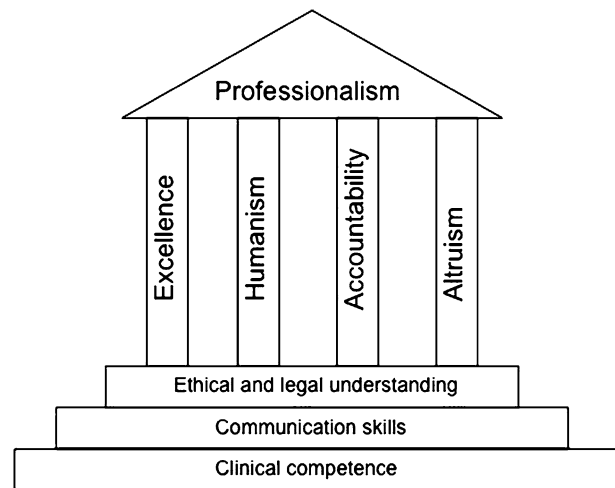 Professionalism
Excellence
Humanism
Accountability
Altruism
Ethical and legal understanding
Communication skills
Clinical competence